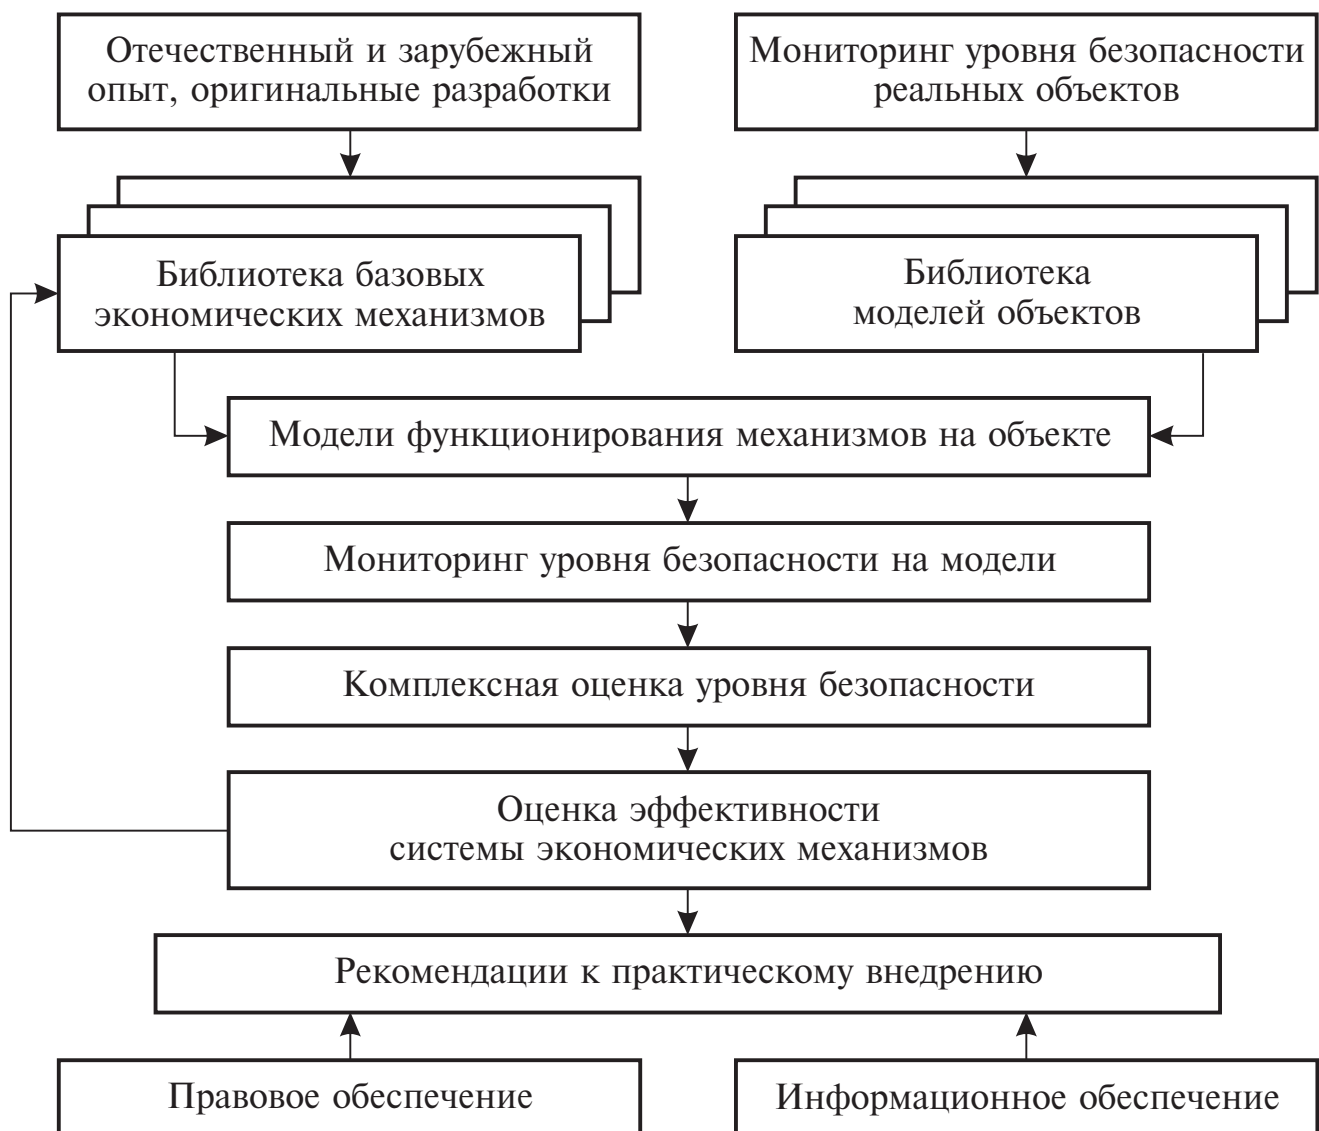 Отечественный и зарубежный
опыт, оригинальные разработки
Мониторинг уровня безопасности
реальных объектов
Библиотека базовых
экономических механизмов
Библиотека
моделей объектов
Модели функционирования механизмов на объекте
Мониторинг уровня безопасности на модели
Комплексная оценка уровня безопасности
Оценка эффективности
системы экономических механизмов
Рекомендации к практическому внедрению
Правовое обеспечение
Информационное обеспечение